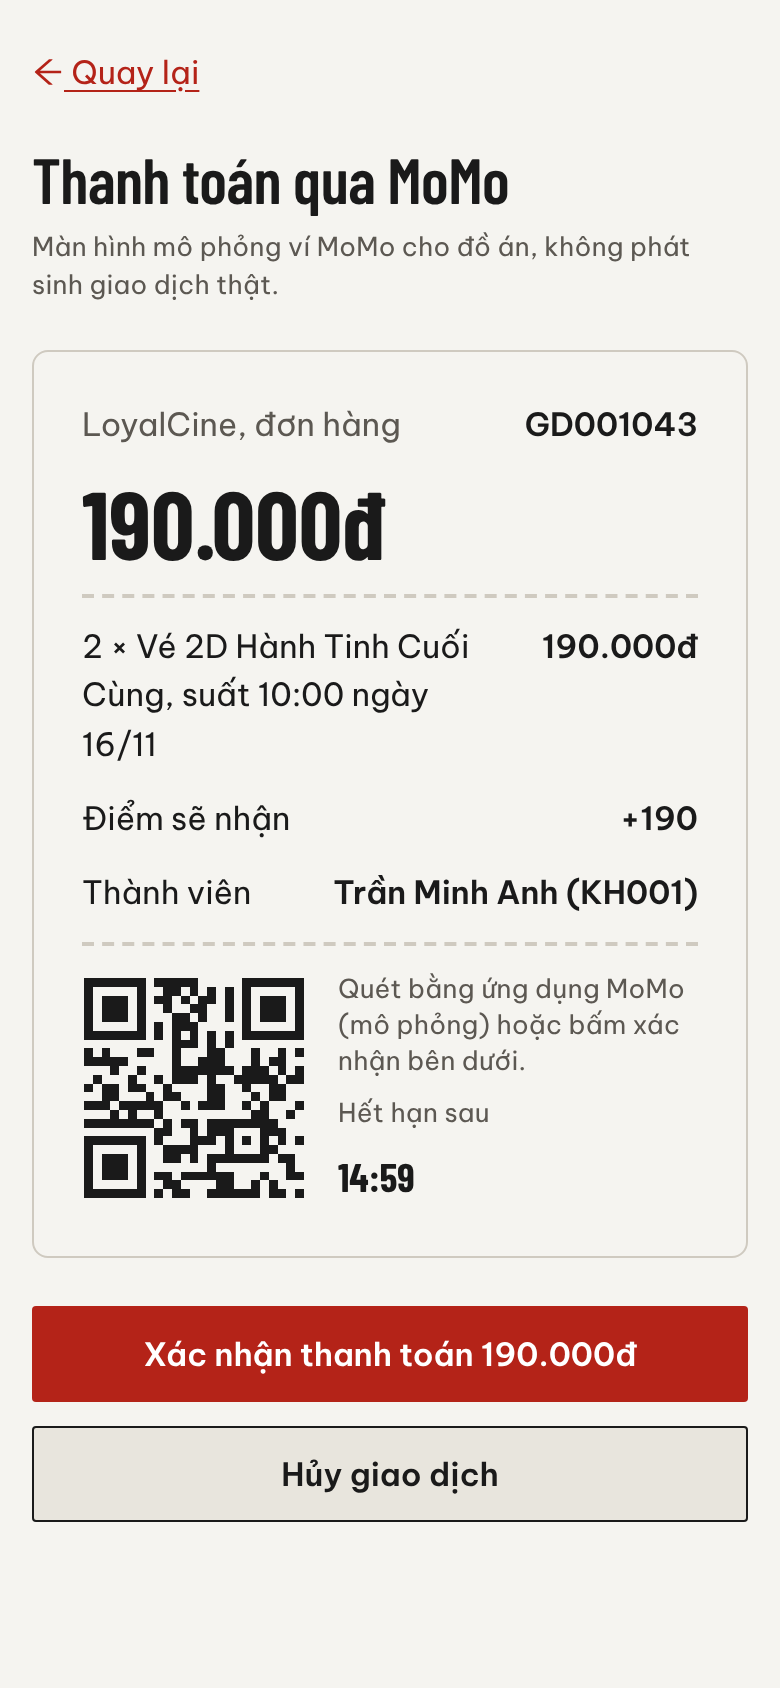 ← Quay lại
Thanh toán qua MoMo
Màn hình mô phỏng ví MoMo cho đồ án, không phát
sinh giao dịch thật.
LoyalCine, đơn hàng GD001043
190.000đ
2 × Vé 2D Hành Tinh Cuối 190.000đ
Cùng, suất 10:00 ngày
16/11
Điểm sẽ nhận +190
Thành viên Trần Minh Anh (KH001)
Quét bằng ứng dụng MoMo
(mô phỏng) hoặc bấm xác
nhận bên dưới.
Hết hạn sau
14:59
Xác nhận thanh toán 190.000đ
Hủy giao dịch